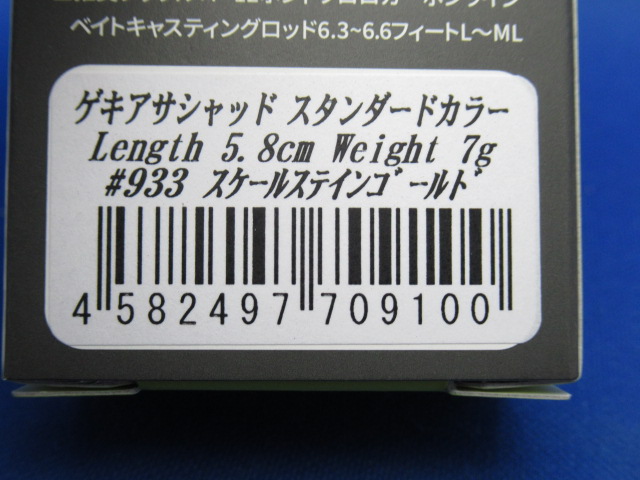 ベイトキャスティングロッド6.3~6.6フィートL～ML
ゲキアサシャッド スタンダードカラー
Length 5.8cm Weight 7g
#933 スケールステインゴールド
4 582497 709100